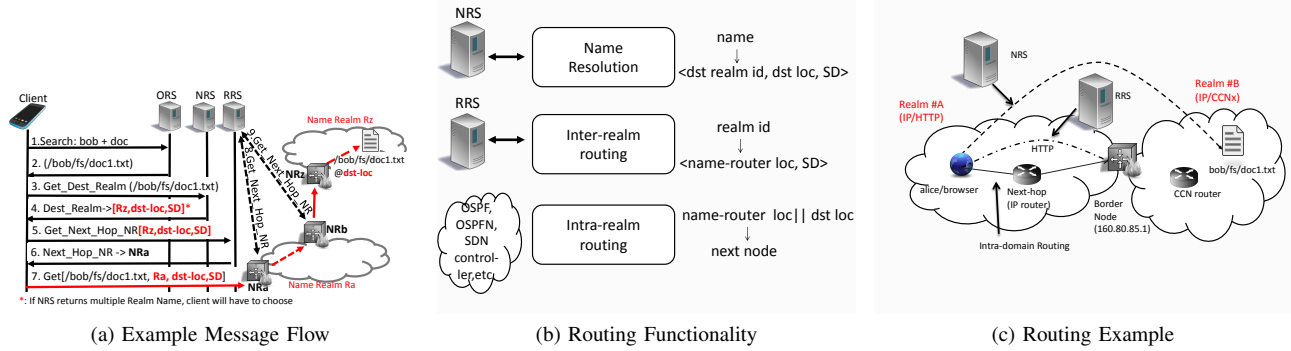 Client
ORS
NRS
RRS
1.Search: bob + doc
2. (/bob/fs/doc1.txt)
3. Get_Dest_Realm (/bob/fs/doc1.txt)
4. Dest_Realm->[Rz,dst-loc,SD]*
5. Get_Next_Hop_NR[Rz,dst-loc,SD]
6. Next_Hop_NR -> NRa
7. Get[/bob/fs/doc1.txt, Ra, dst-loc,SD]
*: If NRS returns multiple Realm Name, client will have to choose
8.Get_Next_Hop_NR
9.Get_Next_Hop_NR
Name Realm Rz
/bob/fs/doc1.txt
@dst-loc
NRz
NRb
NRa
Name Realm Ra
(a) Example Message Flow
NRS
Name
Resolution
name
<dst realm id, dst loc, SD>
RRS
Inter-realm
routing
realm id
<name-router loc, SD>
OSPF,
OSPFN,
SDN
control-
ler,etc
Intra-realm
routing
name-router loc|| dst loc
next node
(b) Routing Functionality
NRS
RRS
Realm #A
(IP/HTTP)
Realm #B
(IP/CCNx)
HTTP
alice/browser
Next-hop
(IP router)
Border
Node
(160.80.85.1)
CCN router
bob/fs/doc1.txt
Intra-domain Routing
(c) Routing Example